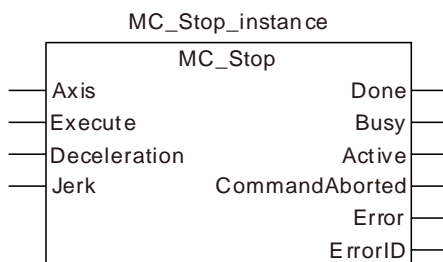 MC_Stop_instance
MC_Stop
Axis Done
Execute Busy
Deceleration Active
Jerk CommandAborted
Error
ErrorID